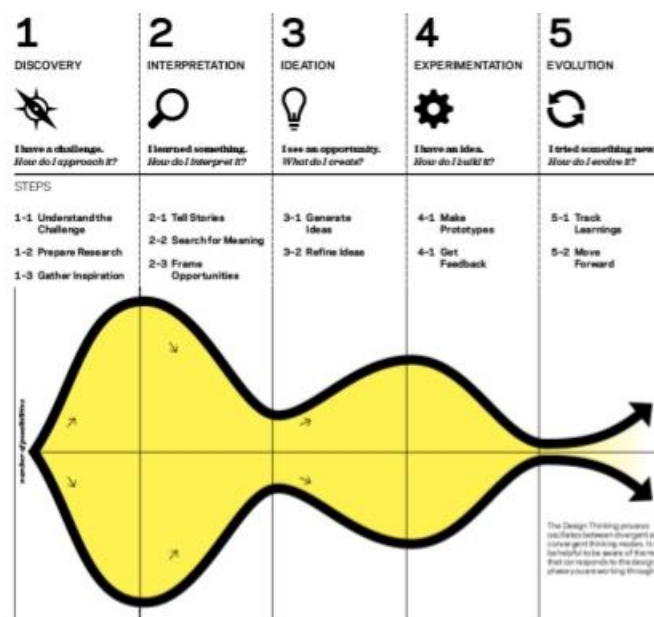 1
DISCOVERY
I have a challenge.
How do I approach it?
2
INTERPRETATION
I learned something.
How do I interpret it?
3
IDEATION
I see an opportunity.
What do I create?
4
EXPERIMENTATION
I have an idea.
How do I build it?
5
EVOLUTION
I tried something new
How do I evolve it?
STEPS
1-1 Understand the
Challenge
1-2 Prepare Research
1-3 Gather Inspiration
2-1 Tell Stories
2-2 Search for Meaning
2-3 Frame
Opportunities
3-1 Generate
Ideas
3-2 Refine Ideas
4-1 Make
Prototypes
4-1 Get
Feedback
5-1 Track
Learnings
5-2 Move
Forward
number of possibilities
The Design Thinking process
oscillates between divergent
convergent thinking modes.
be helpful to be aware of the
that corresponds to the design
phase you are working through